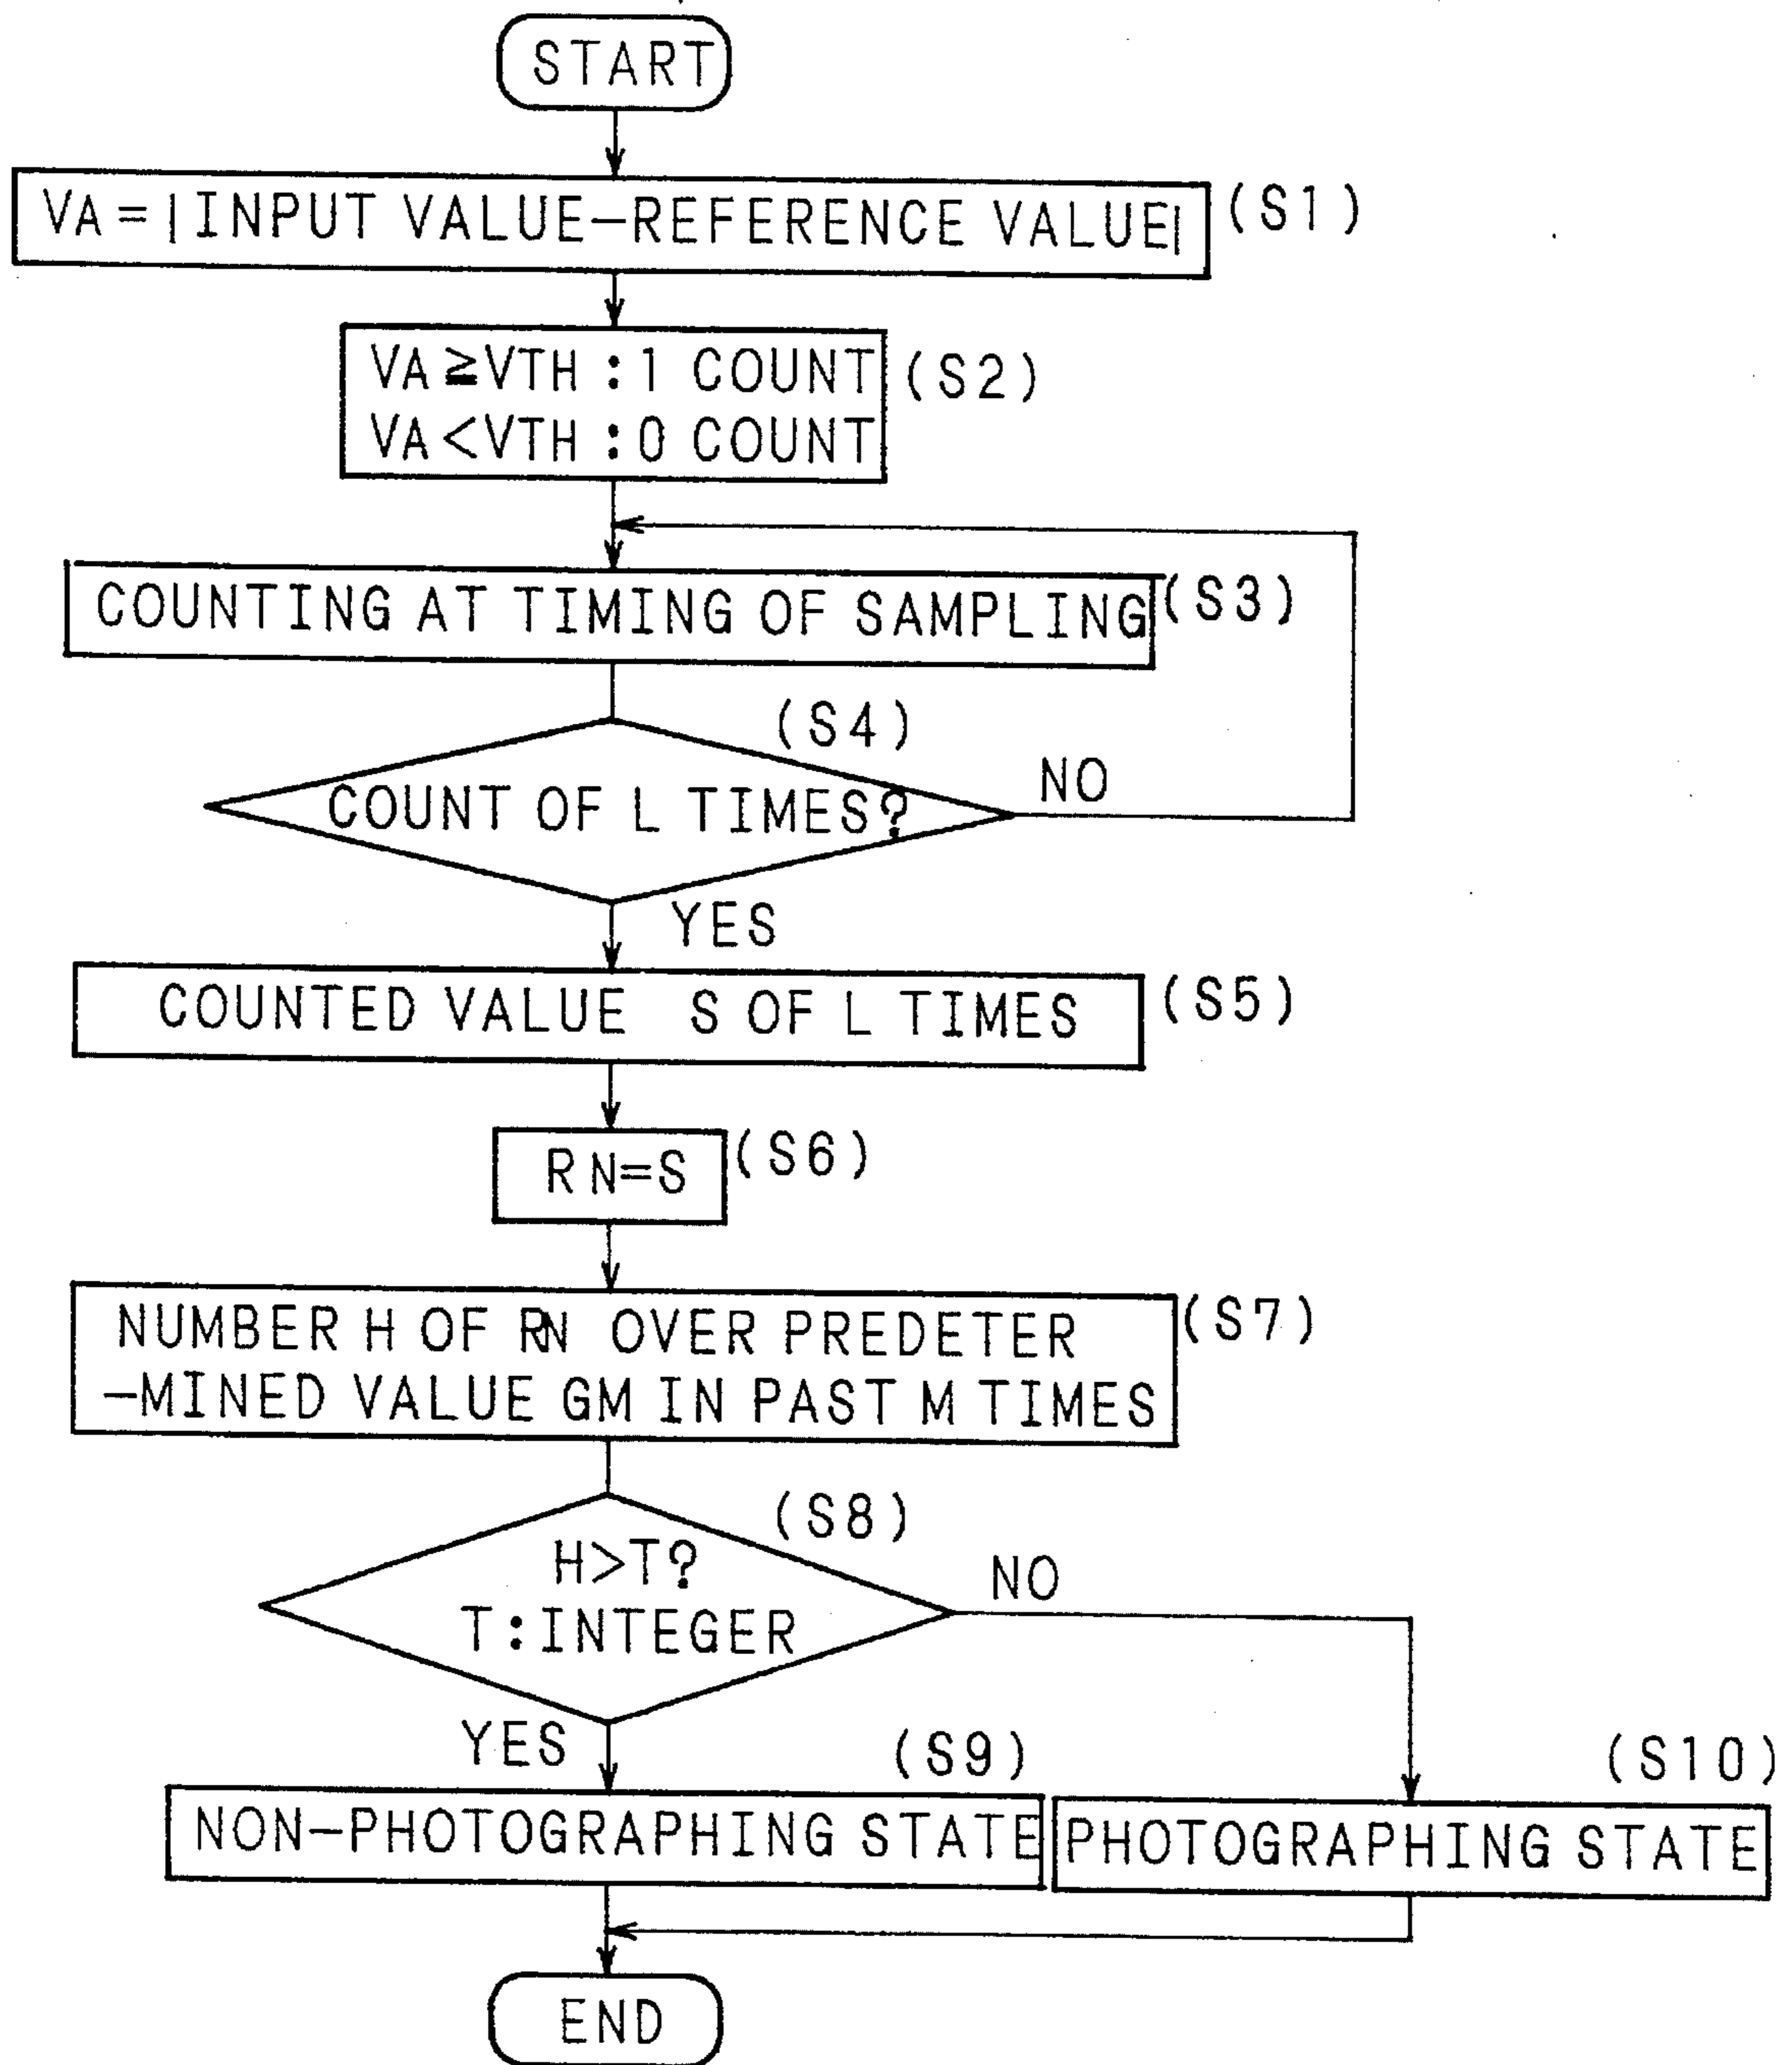 START
VA=|INPUT VALUE-REFERENCE VALUE| (S1)
VA≧VTH:1 COUNT (S2)
VA<VTH:0 COUNT
COUNTING AT TIMING OF SAMPLING (S3)
(S4)
COUNT OF L TIMES? NO
YES
COUNTED VALUE S OF L TIMES (S5)
RN=S (S6)
NUMBER H OF RN OVER PREDETER (S7)
-MINED VALUE GM IN PAST M TIMES
(S8)
H>T? NO
T:INTEGER
YES (S9) (S10)
NON-PHOTOGRAPHING STATE PHOTOGRAPHING STATE
END